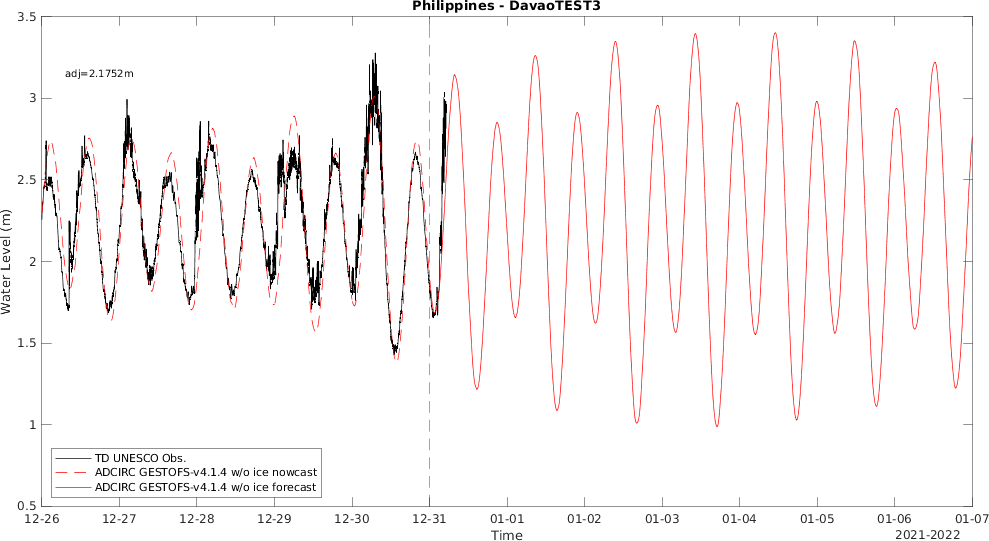 Philippines - DavaoTEST3
adj=2.1752m
3.5
3
2.5
2
1.5
1
0.5
Water Level (m)
TD UNESCO Obs.
ADCIRC GESTOFS-v4.1.4 w/o ice nowcast
ADCIRC GESTOFS-v4.1.4 w/o ice forecast
12-26 12-27 12-28 12-29 12-30 12-31 01-01 01-02 01-03 01-04 01-05 01-06 01-07
Time
2021-2022